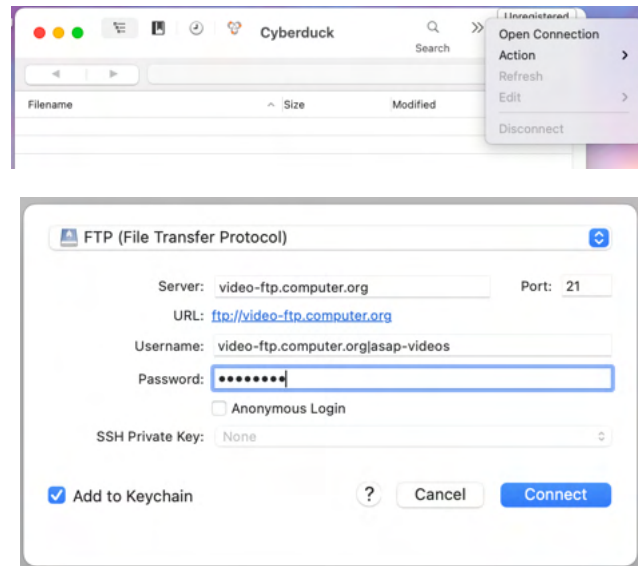 Unregistered
Cyberduck
Search
Open Connection
Action
Refresh
Edit
Disconnect
Filename Size Modified
FTP (File Transfer Protocol)
Server: video-ftp.computer.org Port: 21
URL: ftp://video-ftp.computer.org
Username: video-ftp.computer.org|asap-videos
Password: ••••••••
Anonymous Login
SSH Private Key: None
Add to Keychain ? Cancel Connect